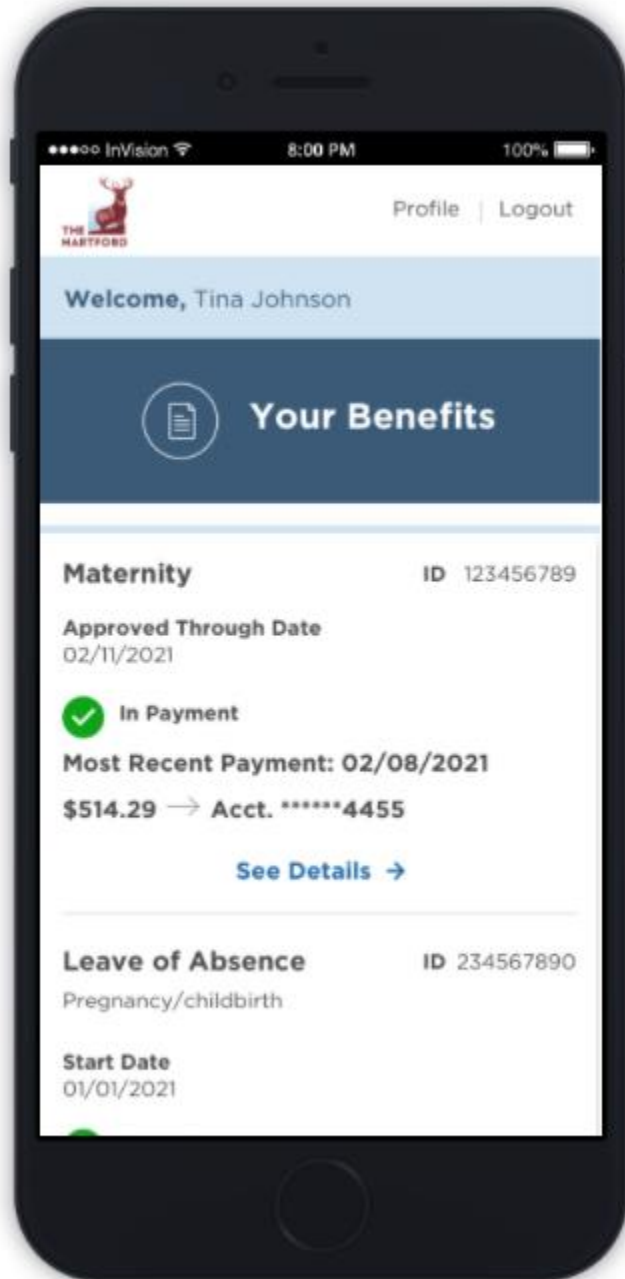 ●●●○○ InVision 8:00 PM 100%
THE HARTFORD
Profile | Logout
Welcome, Tina Johnson
Your Benefits
Maternity ID 123456789
Approved Through Date
02/11/2021
In Payment
Most Recent Payment: 02/08/2021
$514.29 → Acct. ******4455
See Details →
Leave of Absence ID 234567890
Pregnancy/childbirth
Start Date
01/01/2021